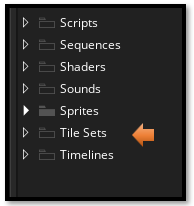 Scripts
Sequences
Shaders
Sounds
Sprites
Tile Sets
Timelines